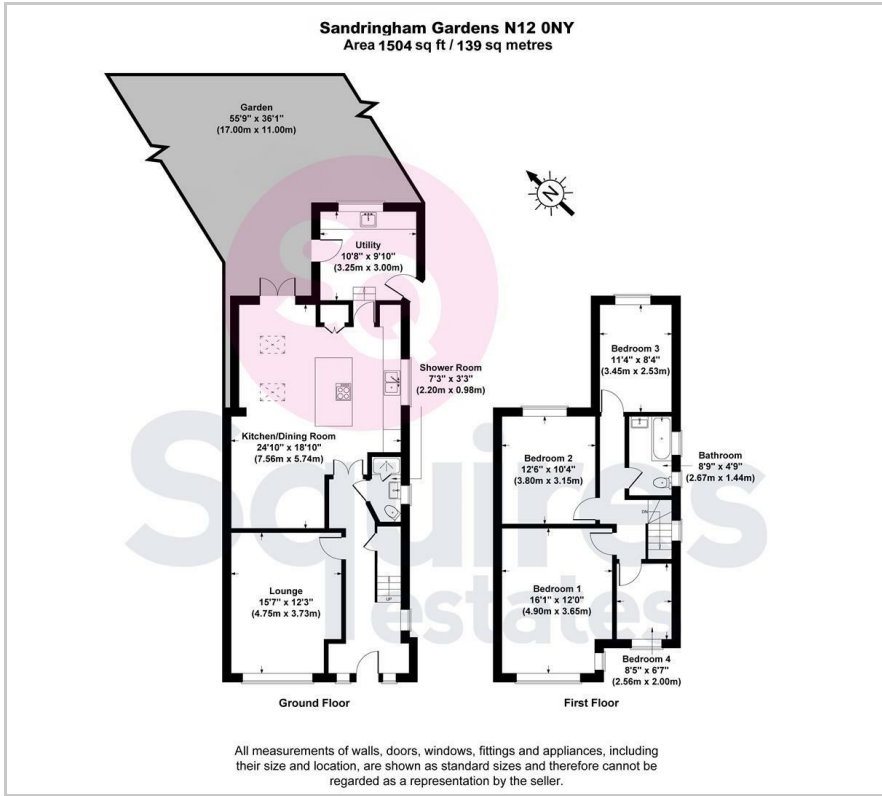 Sandringham Gardens N12 0NY
Area 1504 sq ft / 139 sq metres
Garden
55'9" x 36'1"
(17.00m x 11.00m)
N
SQ
Utility
10'8" x 9'10"
(3.25m x 3.00m)
Shower Room
7'3" x 3'3"
(2.20m x 0.98m)
Kitchen/Dining Room
24'10" x 18'10"
(7.56m x 5.74m)
Bedroom 3
11'4" x 8'4"
(3.45m x 2.53m)
Bedroom 2
12'6" x 10'4"
(3.80m x 3.15m)
Bathroom
8'9" x 4'9"
(2.67m x 1.44m)
DN
Squires
estates
Lounge
15'7" x 12'3"
(4.75m x 3.73m)
UP
Bedroom 1
16'1" x 12'0"
(4.90m x 3.65m)
Bedroom 4
8'5" x 6'7"
(2.56m x 2.00m)
Ground Floor
First Floor
All measurements of walls, doors, windows, fittings and appliances, including
their size and location, are shown as standard sizes and therefore cannot be
regarded as a representation by the seller.